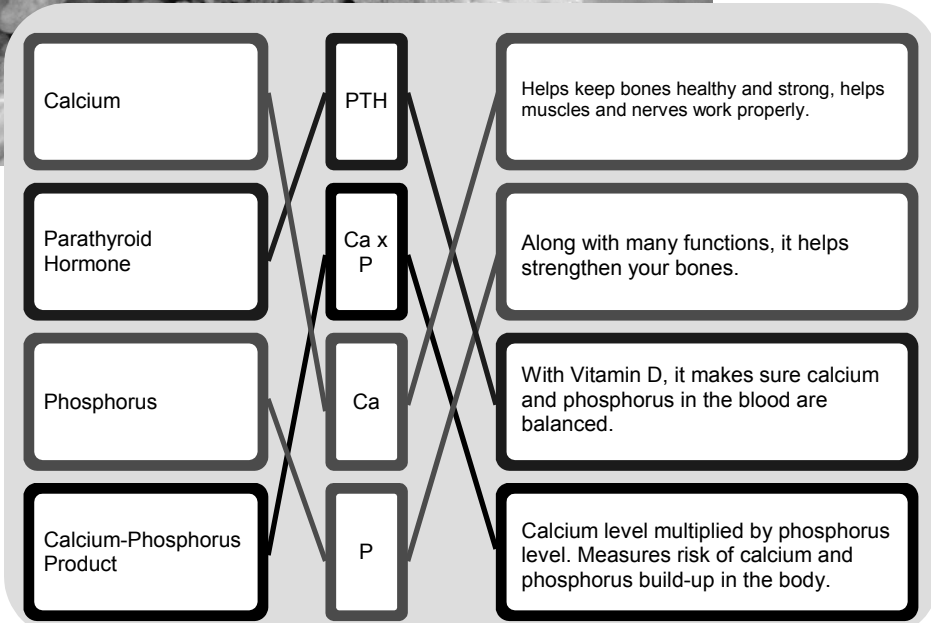 Calcium
PTH
Helps keep bones healthy and strong, helps
muscles and nerves work properly.
Parathyroid
Hormone
Ca x
P
Along with many functions, it helps
strengthen your bones.
Phosphorus
Ca
With Vitamin D, it makes sure calcium
and phosphorus in the blood are
balanced.
Calcium-Phosphorus
Product
P
Calcium level multiplied by phosphorus
level. Measures risk of calcium and
phosphorus build-up in the body.